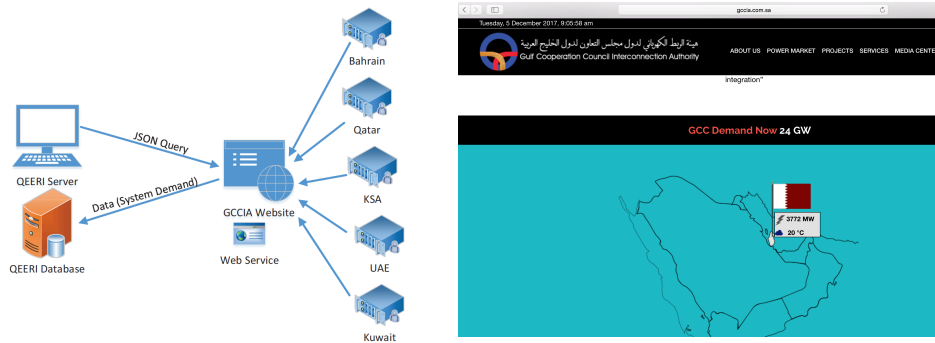 JSON Query
Data (System Demand)
QEERI Server
QEERI Database
GCCIA Website
Web Service
Bahrain
Qatar
KSA
UAE
Kuwait
gccia.com.sa
Tuesday, 5 December 2017, 9:05:58 am
هيئة الربط الكهربائي لدول مجلس التعاون لدول الخليج العربية
Gulf Cooperation Council Interconnection Authority
ABOUT US POWER MARKET PROJECTS SERVICES MEDIA CENTE
integration"
GCC Demand Now 24 GW
3772 MW
20 °C